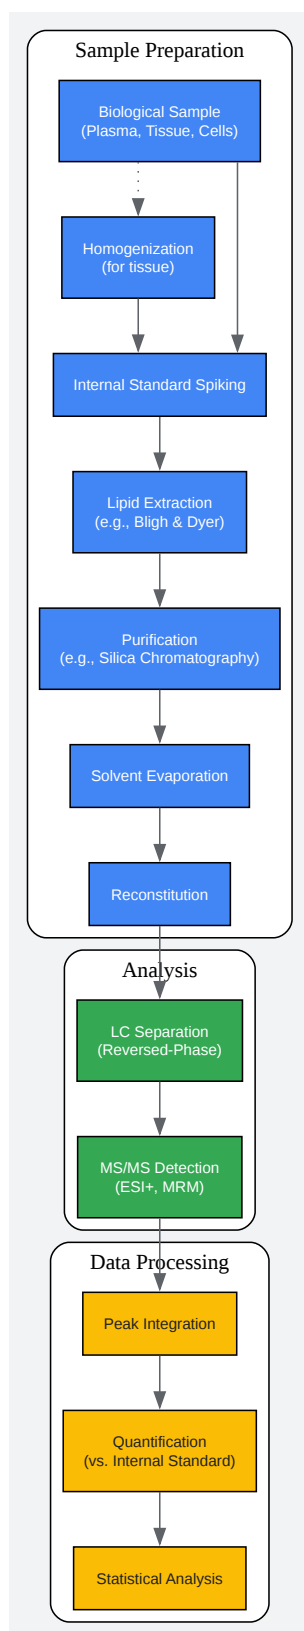 Sample Preparation
Biological Sample
(Plasma, Tissue, Cells)
Homogenization
(for tissue)
Internal Standard Spiking
Lipid Extraction
(e.g., Bligh & Dyer)
Purification
(e.g., Silica Chromatography)
Solvent Evaporation
Reconstitution
Analysis
LC Separation
(Reversed-Phase)
MS/MS Detection
(ESI+, MRM)
Data Processing
Peak Integration
Quantification
(vs. Internal Standard)
Statistical Analysis